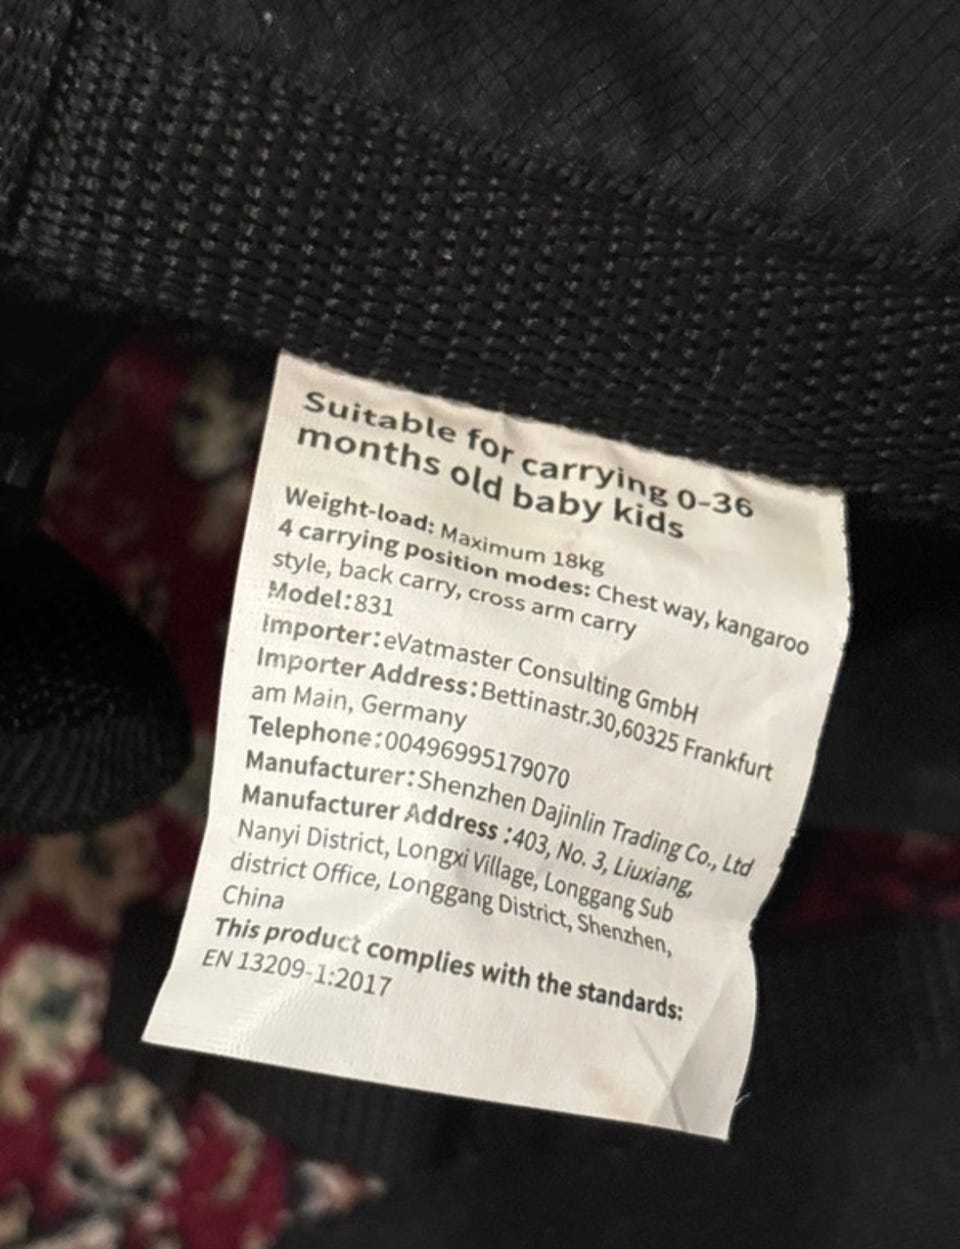 Suitable for carrying 0-36
months old baby kids
Weight-load: Maximum 18kg
4 carrying position modes: Chest way, kangaroo
style, back carry, cross arm carry
Model:831
Importer:eVatmaster Consulting GmbH
Importer Address:Bettinastr.30,60325 Frankfurt
am Main, Germany
Telephone:004969951790​70
Manufacturer:Shenzhen Dajinlin Trading Co., Ltd
Manufacturer Address :403, No. 3, Liuxiang,
Nanyi District, Longxi Village, Longgang Sub
district Office, Longgang District, Shenzhen,
China
This product complies with the standards:
EN 13209-1:2017